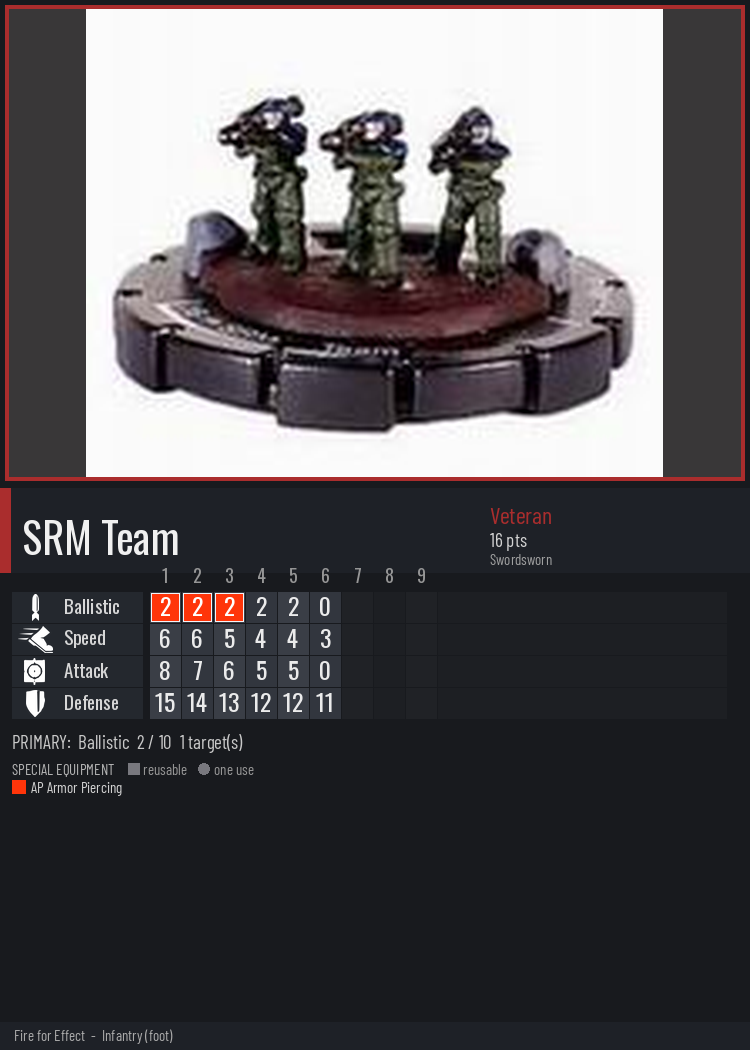 SRM Team
Veteran
16 pts
Swordsworn
1 2 3 4 5 6 7 8 9
Ballistic 2 2 2 2 2 0
Speed 6 6 5 4 4 3
Attack 8 7 6 5 5 0
Defense 15 14 13 12 12 11
PRIMARY: Ballistic 2 / 10 1 target(s)
SPECIAL EQUIPMENT reusable one use
AP Armor Piercing
Fire for Effect - Infantry (foot)